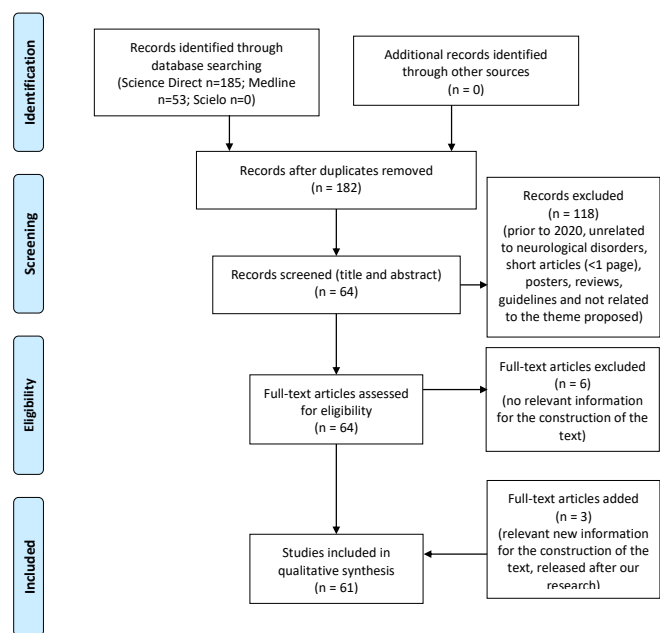 Identification
Records identified through
database searching
(Science Direct n=185; Medline
n=53; Scielo n=0)
Additional records identified
through other sources
(n = 0)
Records after duplicates removed
(n = 182)
Screening
Records screened (title and abstract)
n = 64)
Records excluded
(n = 118)
(prior to 2020, unrelated
to neurological disorders,
short articles (<1 page),
posters, reviews,
guidelines and not related
to the theme proposed)
Eligibility
Full-text articles assessed
for eligibility
(n = 64)
Full-text articles excluded
(n = 6)
(no relevant information
for the construction of the
text)
Included
Studies included in
qualitative synthesis
(n = 61)
Full-text articles added
(n = 3)
(relevant new information
for the construction of the
text, released after our
research)